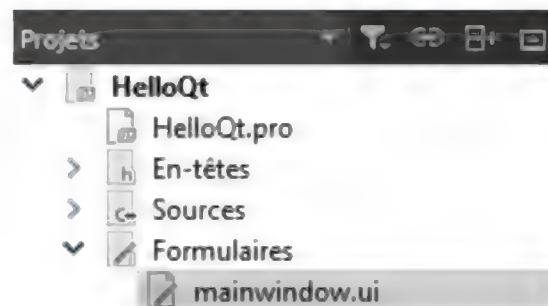 Projets
HelloQt
HelloQt.pro
En-têtes
Sources
Formulaires
mainwindow.ui